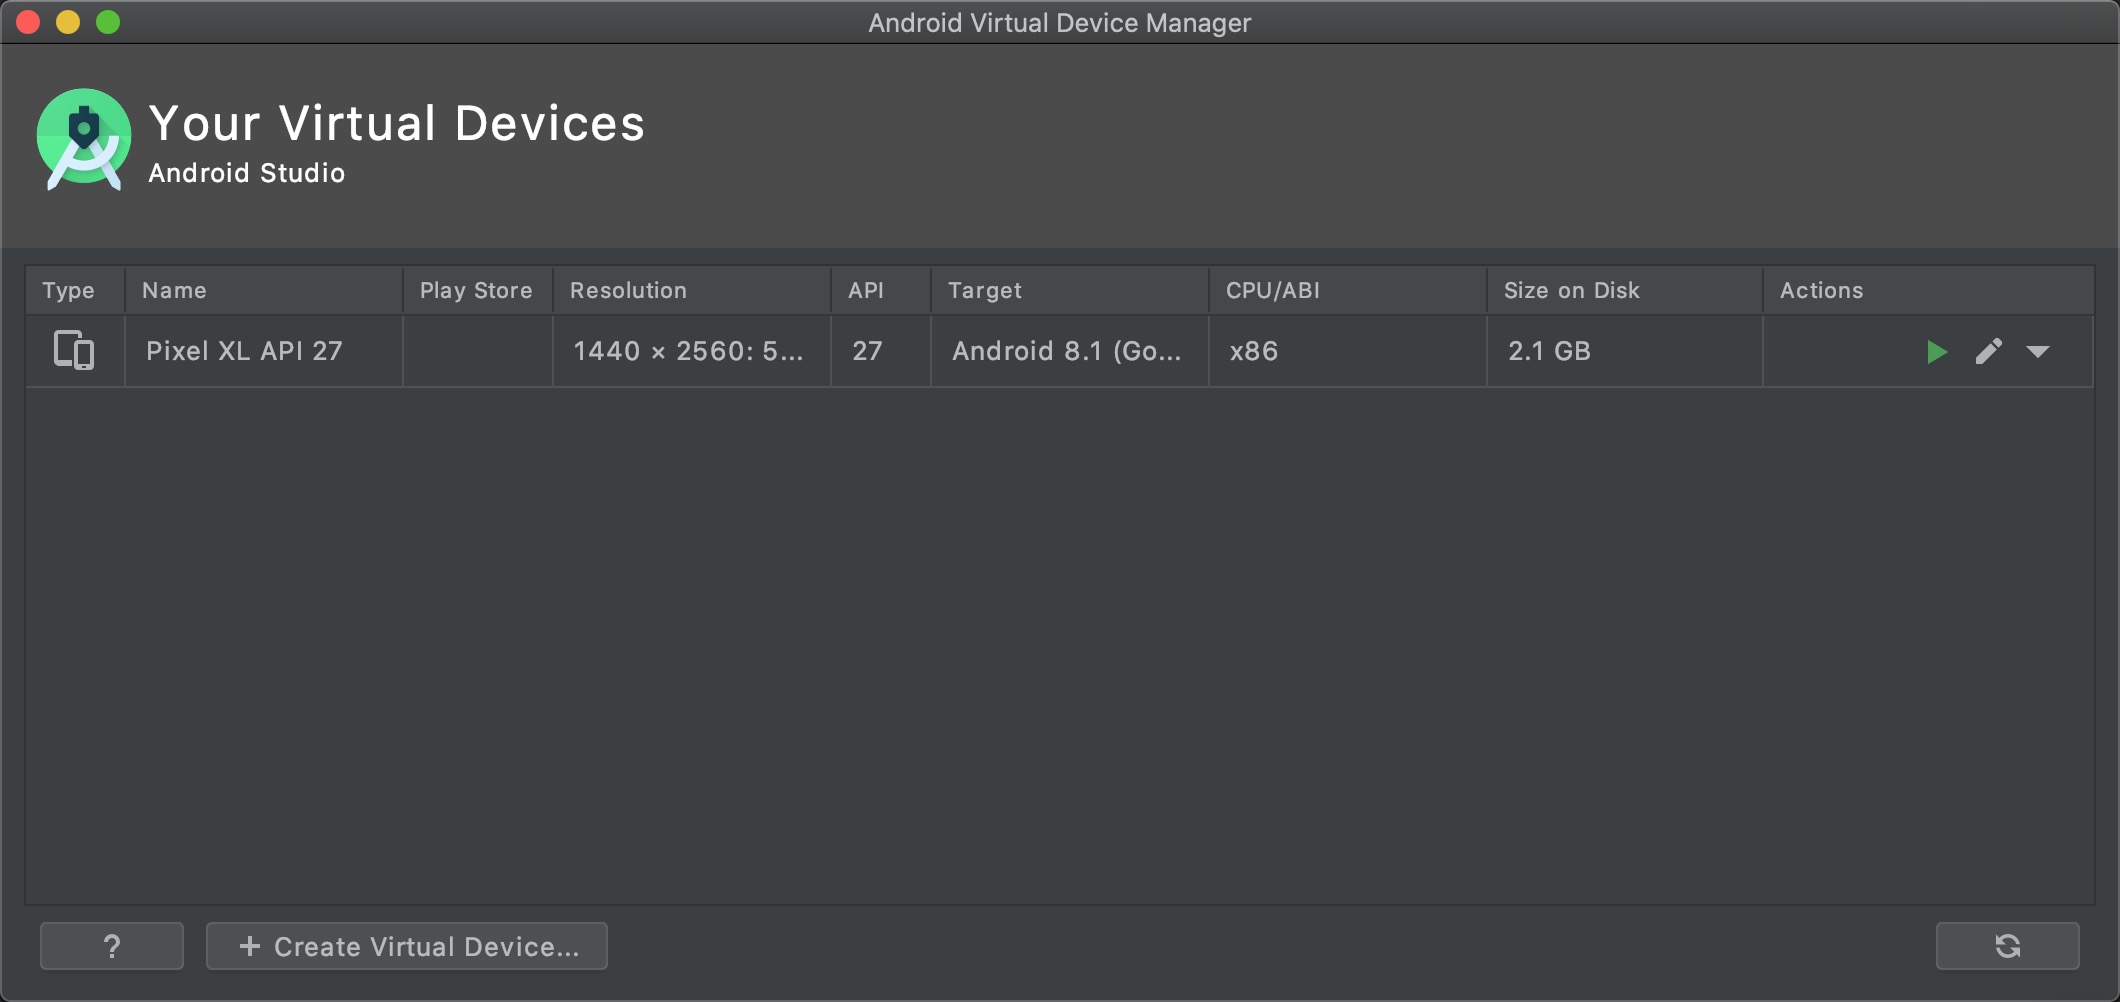 Android Virtual Device Manager
Your Virtual Devices
Android Studio
Type Name Play Store Resolution API Target CPU/ABI Size on Disk Actions
Pixel XL API 27 1440 × 2560: 5... 27 Android 8.1 (Go... x86 2.1 GB
? + Create Virtual Device...